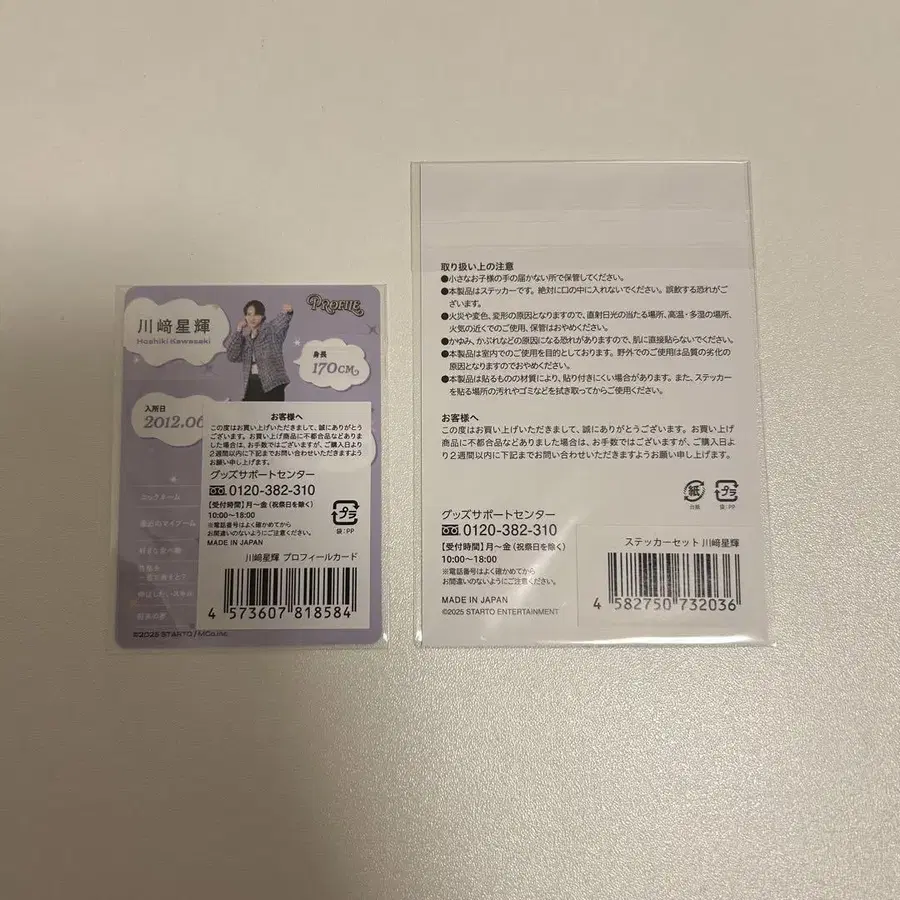 川﨑星輝
Hoshiki Kawasaki
PROFILE
身長
170CM
入所日
2012.06
お客様へ
この度はお買い上げいただきまして、誠にありがとう
ございます。お買い上げ商品に不都合品などありま
した場合は、お手数ではございますが、ご購入日より
2週間以内に下記までお問い合わせいただきますよう
お願い申し上げます。
グッズサポートセンター
0120-382-310
【受付時間】月〜金(祝祭日を除く)
10:00〜18:00
※電話番号はよく確かめてから
お間違いのないようにご注意ください。
MADE IN JAPAN
プラ
袋:PP
川﨑星輝 プロフィールカード
4 573607 818584
©2025 STARTO / MCo.,Inc.
取り扱い上の注意
●小さなお子様の手の届かない所で保管してください。
●本製品はステッカーです。絶対に口の中に入れないでください。誤飲する恐れがご
ざいます。
●火災や変色、変形の原因となりますので、直射日光の当たる場所、高温・多湿の場所、
火気の近くでのご使用、保管はおやめください。
●かゆみ、かぶれなどの原因になる恐れがありますので、肌に直接貼らないでください。
●本製品は室内でのご使用を目的としております。野外でのご使用は品質の劣化の
原因となりますのでおやめください。
●本製品は貼るものの材質により、貼り付きにくい場合があります。また、ステッカー
を貼る場所の汚れやゴミなどを拭き取ってからご使用ください。
お客様へ
この度はお買い上げいただきまして、誠にありがとうございます。お買い上げ
商品に不都合品などありました場合は、お手数ではございますが、ご購入日よ
り2週間以内に下記までお問い合わせいただきますようお願い申し上げます。
紙
台紙
プラ
袋:PP
グッズサポートセンター
0120-382-310
【受付時間】月〜金(祝祭日を除く)
10:00〜18:00
※電話番号はよく確かめてから
お間違いのないようにご注意ください。
MADE IN JAPAN
©2025 STARTO ENTERTAINMENT
ステッカーセット 川﨑星輝
4 582750 732036